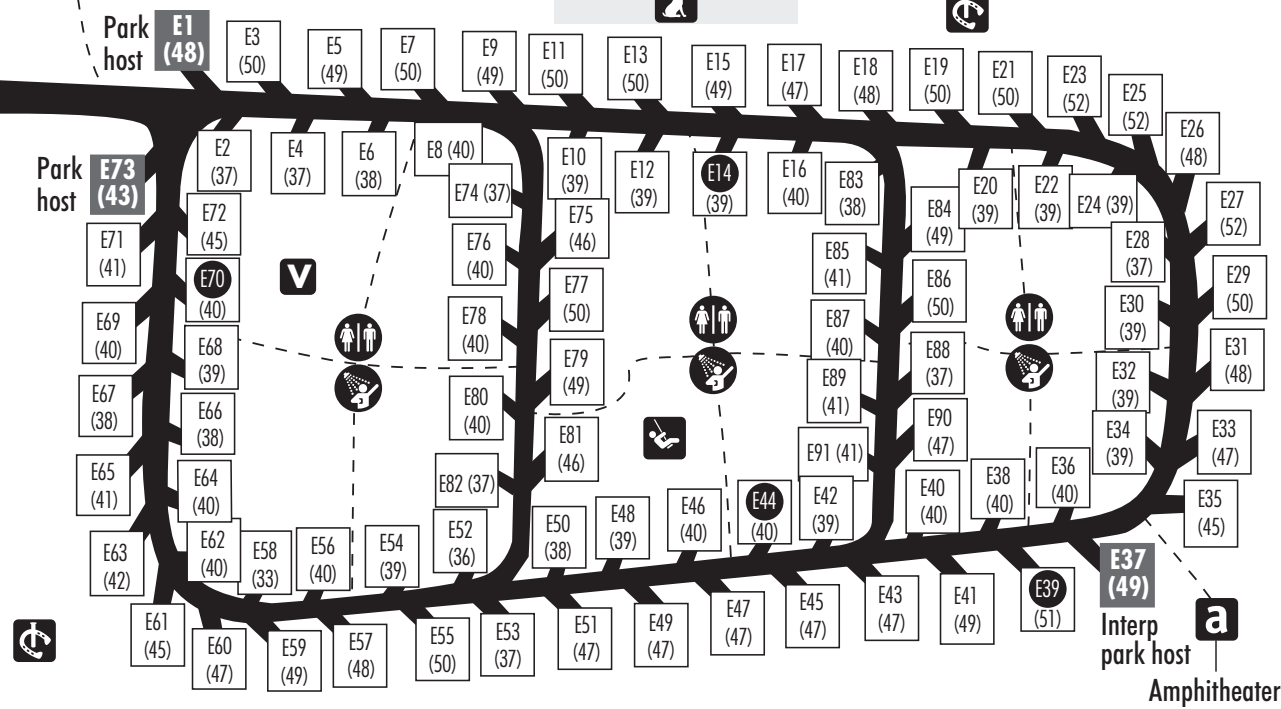 Park
host
E1
(48)
E3
(50)
E5
(49)
E7
(50)
E9
(49)
E11
(50)
E13
(50)
E15
(49)
E17
(47)
E18
(48)
E19
(50)
E21
(50)
E23
(52)
E25
(52)
E26
(48)
E2
(37)
E4
(37)
E6
(38)
E8 (40)
E10
(39)
E12
(39)
E14
(39)
E16
(40)
E83
(38)
E20
(39)
E22
(39)
E24 (39)
E27
(52)
Park
host
E73
(43)
E72
(45)
E74 (37)
E75
(46)
E84
(49)
E28
(37)
E71
(41)
E70
(40)
V
E76
(40)
E77
(50)
E85
(41)
E86
(50)
E29
(50)
E30
(39)
E69
(40)
E68
(39)
E78
(40)
E79
(49)
E87
(40)
E88
(37)
E31
(48)
E32
(39)
E67
(38)
E66
(38)
E80
(40)
E81
(46)
E89
(41)
E90
(47)
E33
(47)
E34
(39)
E65
(41)
E64
(40)
E82 (37)
E91 (41)
E35
(45)
E63
(42)
E62
(40)
E58
(33)
E56
(40)
E54
(39)
E52
(36)
E50
(38)
E48
(39)
E46
(40)
E44
(40)
E42
(39)
E40
(40)
E38
(40)
E36
(40)
E61
(45)
E60
(47)
E59
(49)
E57
(48)
E55
(50)
E53
(37)
E51
(47)
E49
(47)
E47
(47)
E45
(47)
E43
(47)
E41
(49)
E39
(51)
E37
(49)
Interp
park host
a
Amphitheater